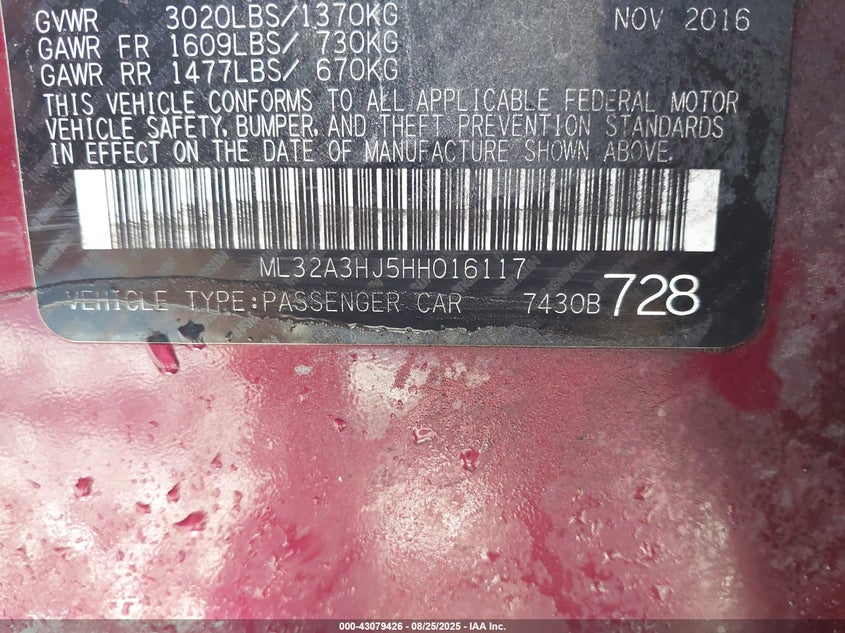 GVWR 3020LBS/1370KG NOV 2016
GAWR FR 1609LBS/ 730KG
GAWR RR 1477LBS/ 670KG
THIS VEHICLE CONFORMS TO ALL APPLICABLE FEDERAL MOTOR
VEHICLE SAFETY, BUMPER, AND THEFT PREVENTION STANDARDS
IN EFFECT ON THE DATE OF MANUFACTURE SHOWN ABOVE.
ML32A3HJ5HH016117
VEHICLE TYPE:PASSENGER CAR 7430B 728
000-43079426 - 08/25/2025 - IAA Inc.